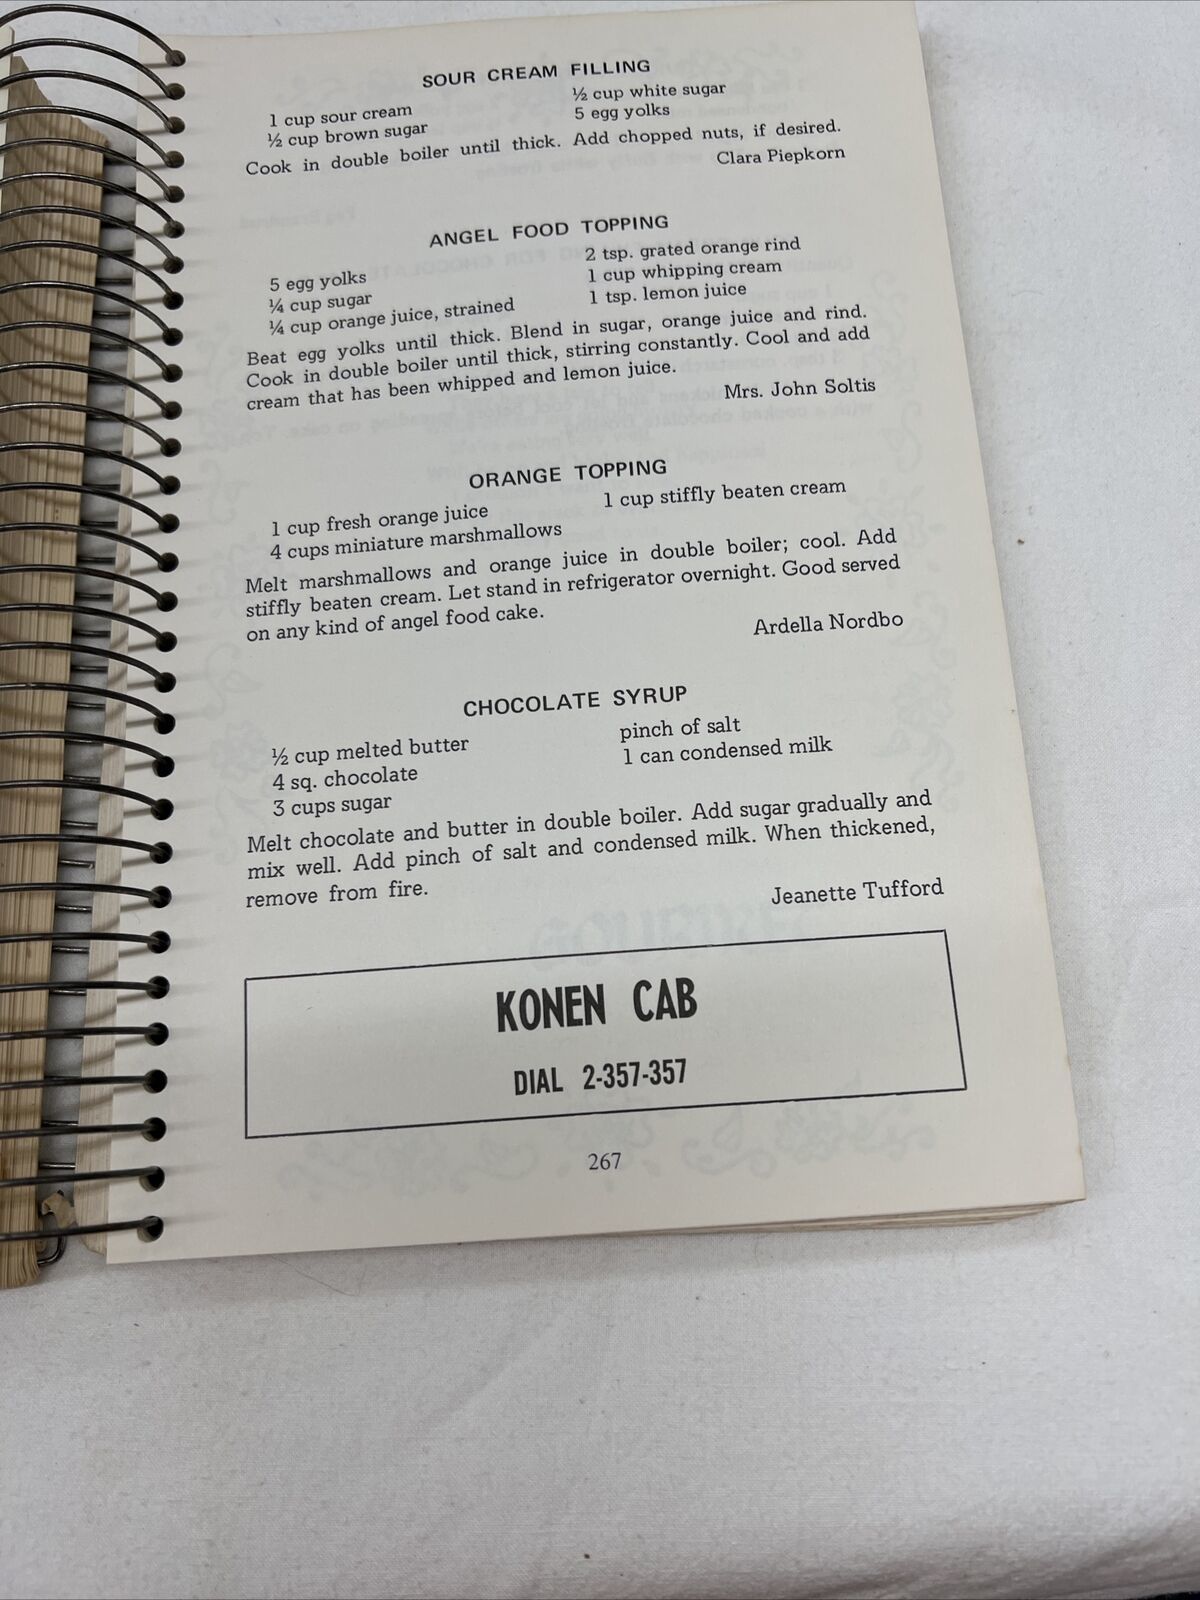 SOUR CREAM FILLING
1 cup sour cream
½ cup brown sugar
½ cup white sugar
5 egg yolks
Cook in double boiler until thick. Add chopped nuts, if desired.
Clara Piepkorn
ANGEL FOOD TOPPING
5 egg yolks
¼ cup sugar
¼ cup orange juice, strained
2 tsp. grated orange rind
1 cup whipping cream
1 tsp. lemon juice
Beat egg yolks until thick. Blend in sugar, orange juice and rind.
Cook in double boiler until thick, stirring constantly. Cool and add
cream that has been whipped and lemon juice.
Mrs. John Soltis
ORANGE TOPPING
1 cup fresh orange juice
4 cups miniature marshmallows
1 cup stiffly beaten cream
Melt marshmallows and orange juice in double boiler; cool. Add
stiffly beaten cream. Let stand in refrigerator overnight. Good served
on any kind of angel food cake.
Ardella Nordbo
CHOCOLATE SYRUP
½ cup melted butter
4 sq. chocolate
3 cups sugar
pinch of salt
1 can condensed milk
Melt chocolate and butter in double boiler. Add sugar gradually and
mix well. Add pinch of salt and condensed milk. When thickened,
remove from fire.
Jeanette Tufford
KONEN CAB
DIAL 2-357-357
267